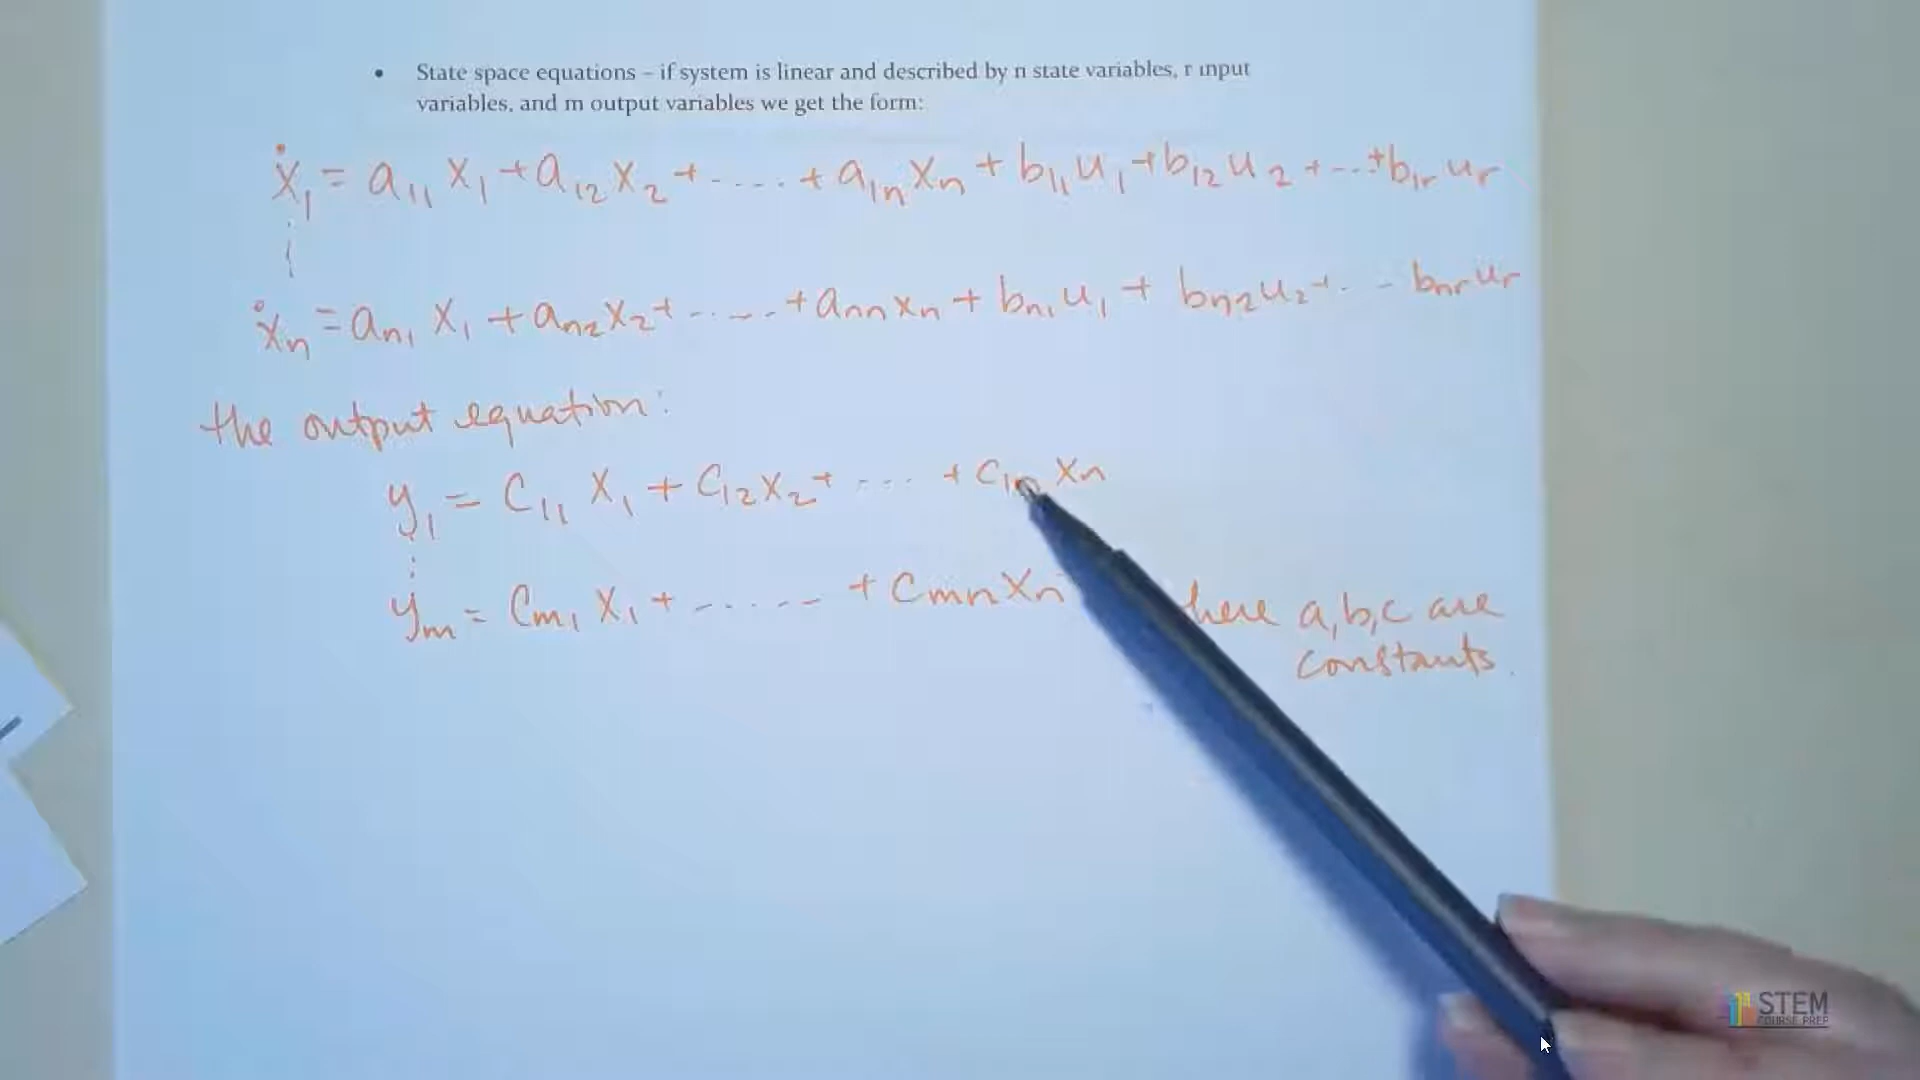 • State space equations – if system is linear and described by n state variables, r input
variables, and m output variables we get the form:
ẋ₁ = a₁₁ x₁ + a₁₂ x₂ + ..... + a₁ₙ xₙ + b₁₁ u₁ + b₁₂ u₂ + ... + b₁ᵣ uᵣ
ẋₙ = aₙ₁ x₁ + aₙ₂ x₂ + ...... + aₙₙ xₙ + bₙ₁ u₁ + bₙ₂ u₂ + .. - bₙᵣ uᵣ
the output equation:
y₁ = C₁₁ x₁ + C₁₂ x₂ + ... + C₁ₙ xₙ
⋮
yₘ = Cₘ₁ x₁ + ...... + Cₘₙ xₙ a, b, c are
constants.
STEM
COURSE PREP